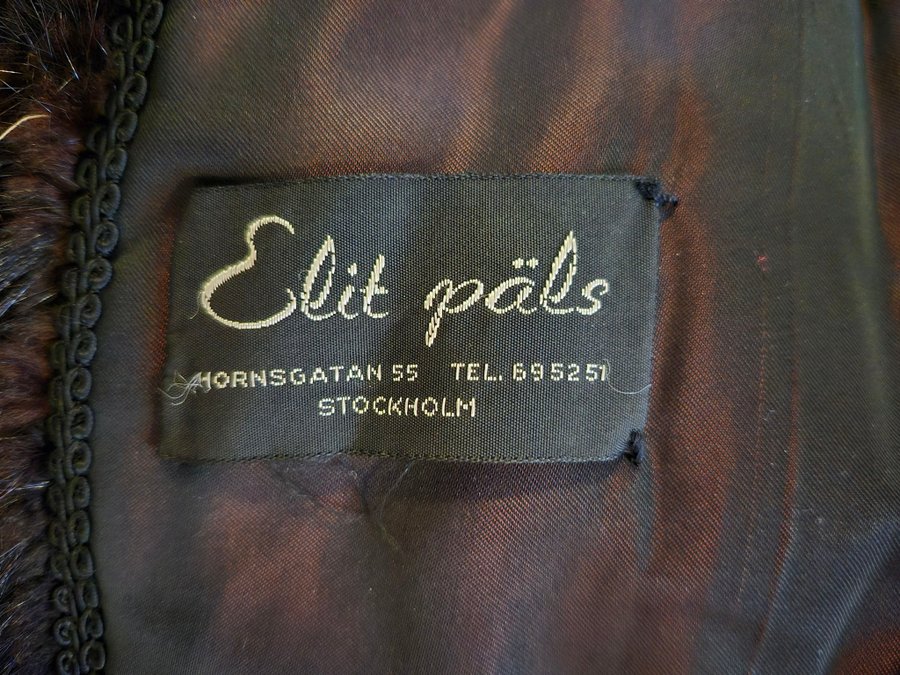 Elit päls
HORNSGATAN 55 TEL. 695251
STOCKHOLM